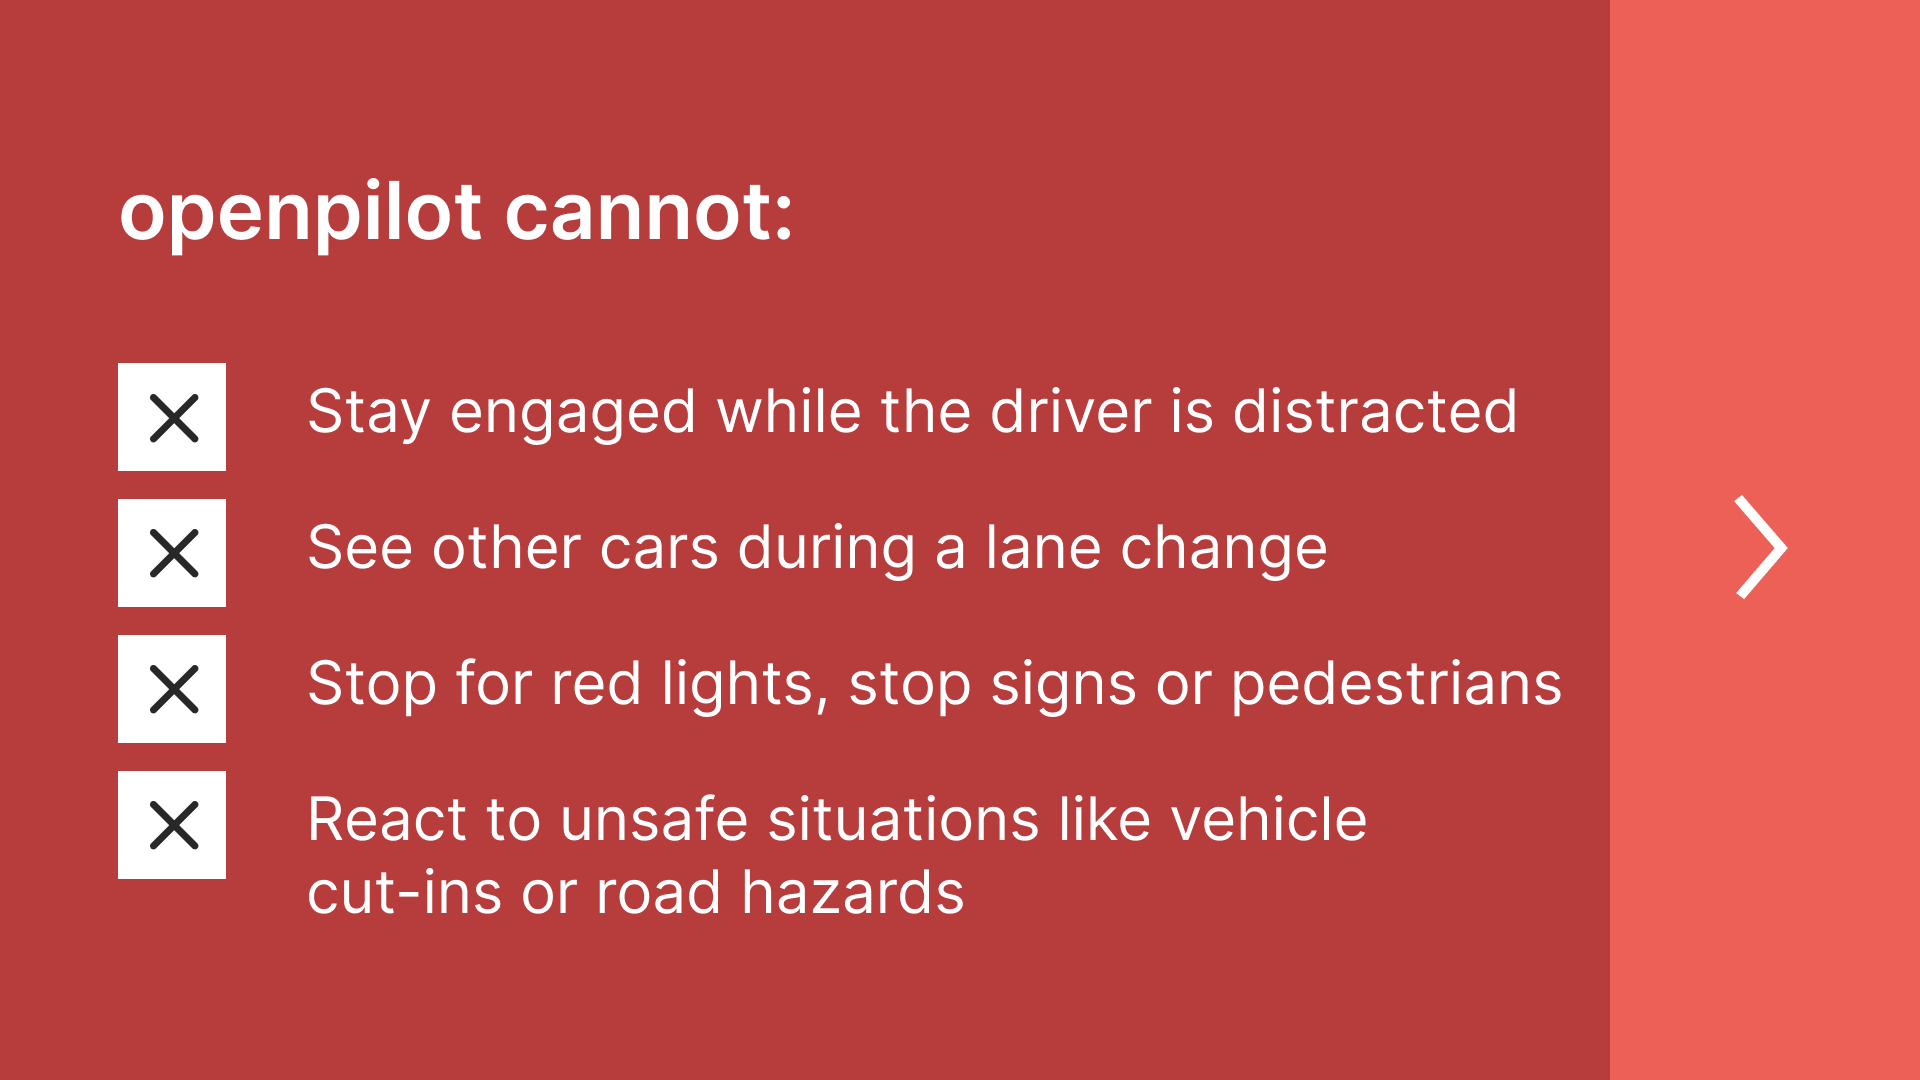 openpilot cannot:
Stay engaged while the driver is distracted
See other cars during a lane change
Stop for red lights, stop signs or pedestrians
React to unsafe situations like vehicle
cut-ins or road hazards